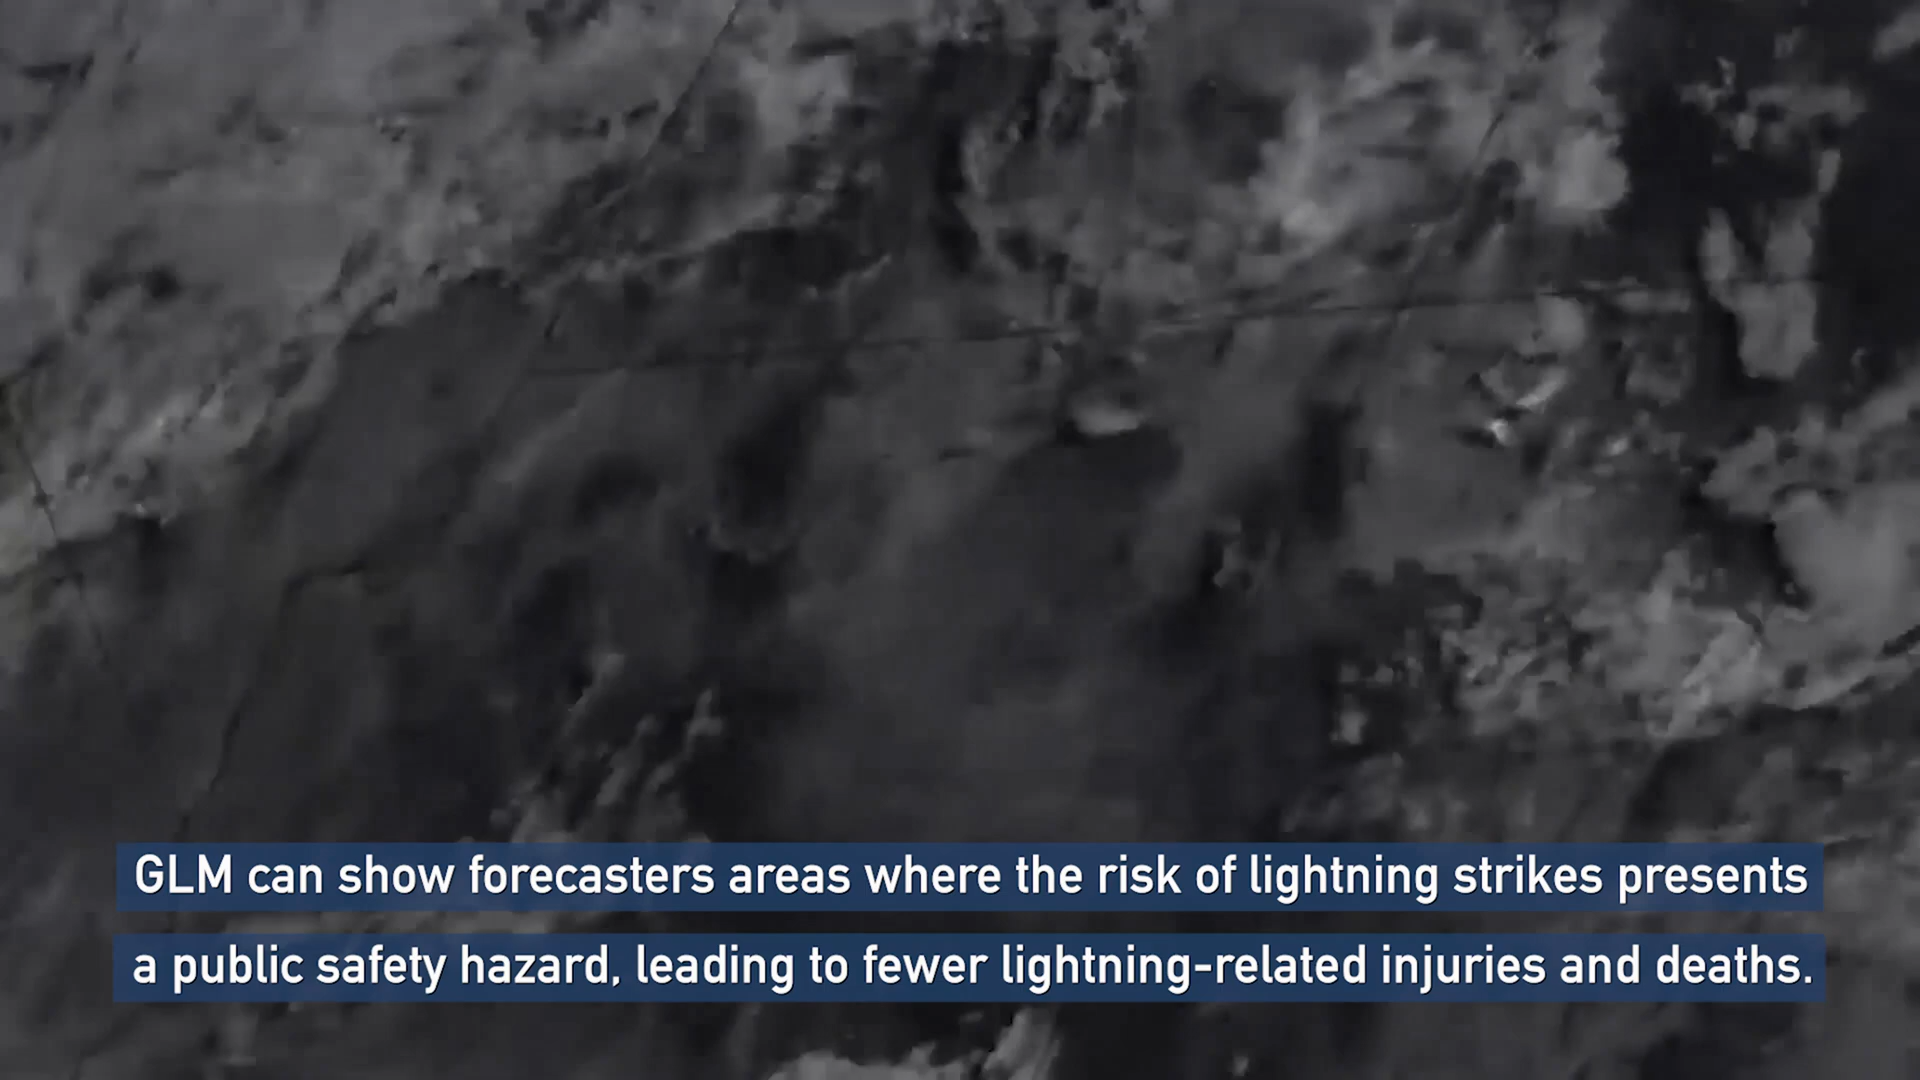 GLM can show forecasters areas where the risk of lightning strikes presents
a public safety hazard, leading to fewer lightning-related injuries and deaths.